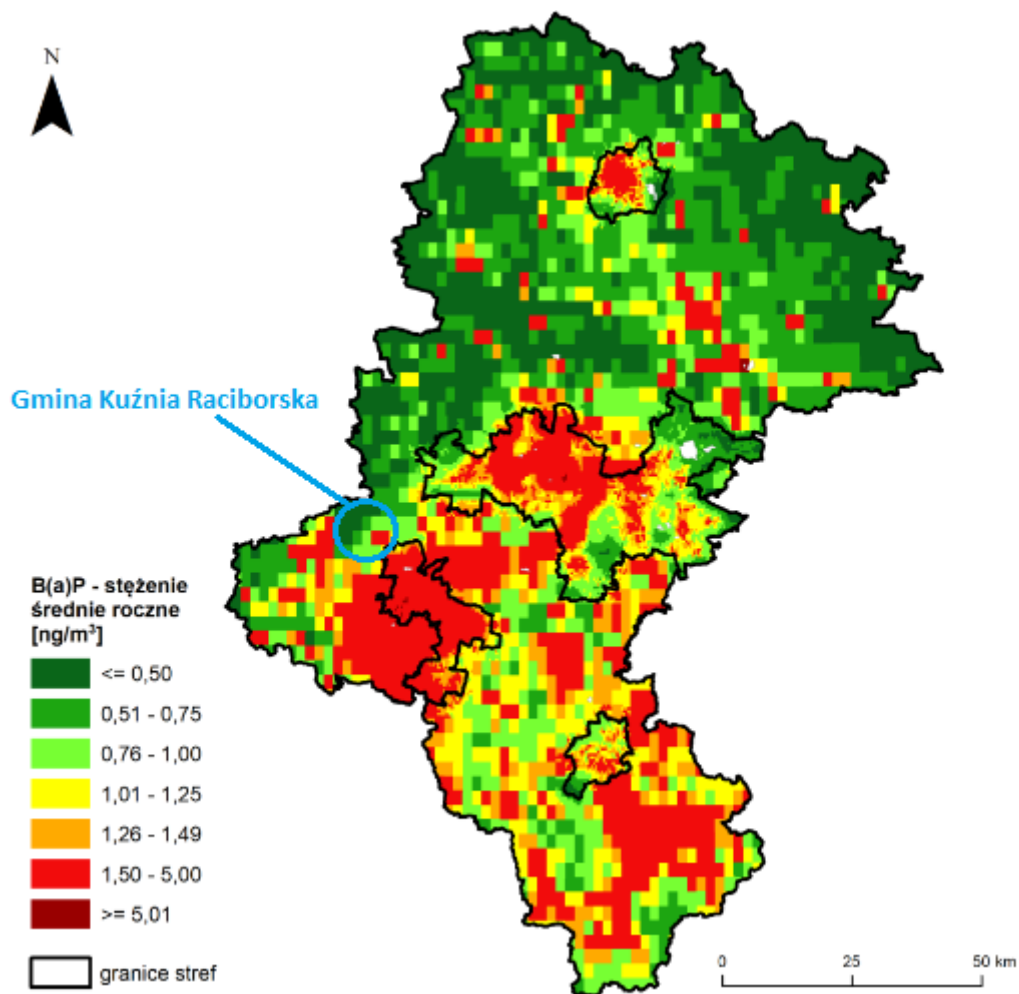 N
Gmina Kuźnia Raciborska
B(a)P - stężenie
średnie roczne
[ng/m³]
<= 0,50
0,51 - 0,75
0,76 - 1,00
1,01 - 1,25
1,26 - 1,49
1,50 - 5,00
>= 5,01
granice stref
0 25 50 km